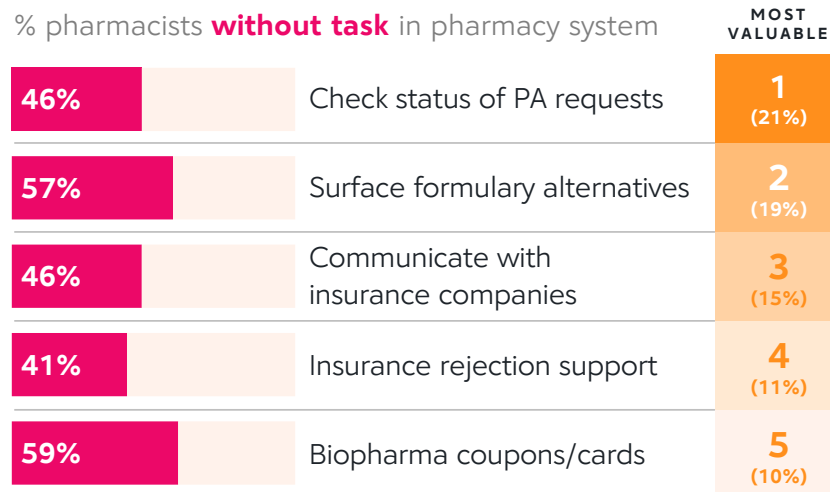 % pharmacists without task in pharmacy system
MOST
VALUABLE
46%
Check status of PA requests
1
(21%)
57%
Surface formulary alternatives
2
(19%)
46%
Communicate with
insurance companies
3
(15%)
41%
Insurance rejection support
4
(11%)
59%
Biopharma coupons/cards
5
(10%)